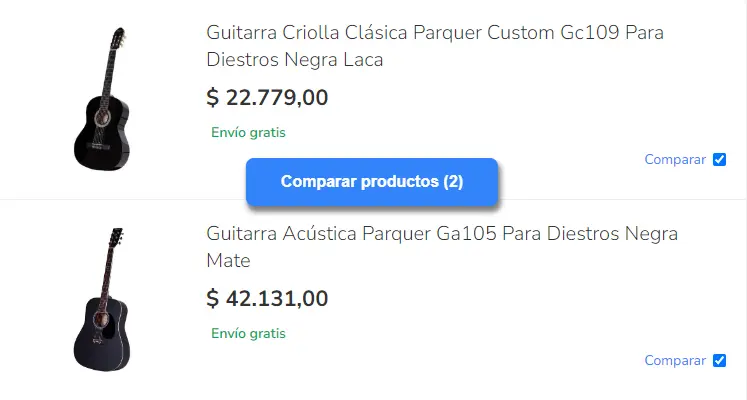 Guitarra Criolla Clásica Parquer Custom Gc109 Para
Diestros Negra Laca
$ 22.779,00
Envío gratis
Comparar
Comparar productos (2)
Guitarra Acústica Parquer Ga105 Para Diestros Negra
Mate
$ 42.131,00
Envío gratis
Comparar